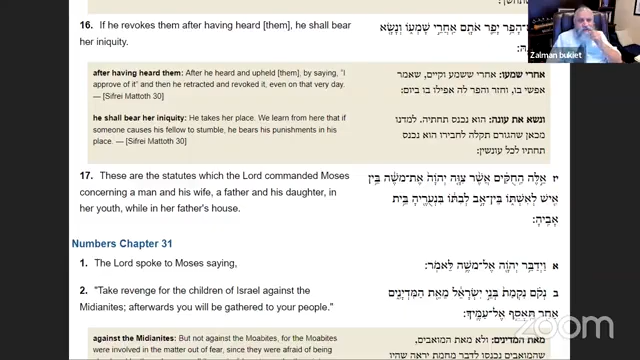 תשתחשך:
16. If he revokes them after having heard [them], he shall bear
her iniquity.
יָפֵר אֹתָם אַחֲרֵי שָׁמְעוֹ וְנָשָׂא
after having heard them: After he heard and upheld [them], by saying, "I
approve of it" and then he retracted and revoked it, even on that very day.
— [Sifrei Mattoth 30]
he shall bear her iniquity: He takes his place. We learn from here that if
someone causes his fellow to stumble, he bears his punishments in his
place. — [Sifrei Mattoth 30]
אחרי שמעו: אחרי ששמע וקיים, שאמר
אפשי בו, וחזר והפר לה אפילו בו ביום:
ונשא את עונה: הוא נכנס תחתיה. למדנו
מכאן שהגורם תקלה לחבירו הוא נכנס
תחתיו לכל עונשין:
17. These are the statutes which the Lord commanded Moses
concerning a man and his wife, a father and his daughter, in
her youth, while in her father's house.
יז אֵלֶּה הַחֻקִּים אֲשֶׁר צִוָּה יְהוָֹה אֶת־משֶׁה בֵּין
אִישׁ לְאִשְׁתּוֹ בֵּין־אָב לְבִתּוֹ בִּנְעֻרֶיהָ בֵּית
אָבִיהָ:
Numbers Chapter 31
1. The Lord spoke to Moses saying,
א וַיְדַבֵּר יְהוָֹה אֶל־משֶׁה לֵּאמֹר:
2. "Take revenge for the children of Israel against the
Midianites; afterwards you will be gathered to your people."
ב נְקֹם נִקְמַת בְּנֵי יִשְׂרָאֵל מֵאֵת הַמִּדְיָנִים
אַחַר תֵּאָסֵף אֶל־עַמֶּיךָ:
against the Midianites: But not against the Moabites, for the Moabites
were involved in the matter out of fear, since they were afraid of being
מאת המדינים: ולא מאת המואבים,
שהמואבים נכנסו לדבר מחמת יראה שהיו
Zalman bukiet
zoom